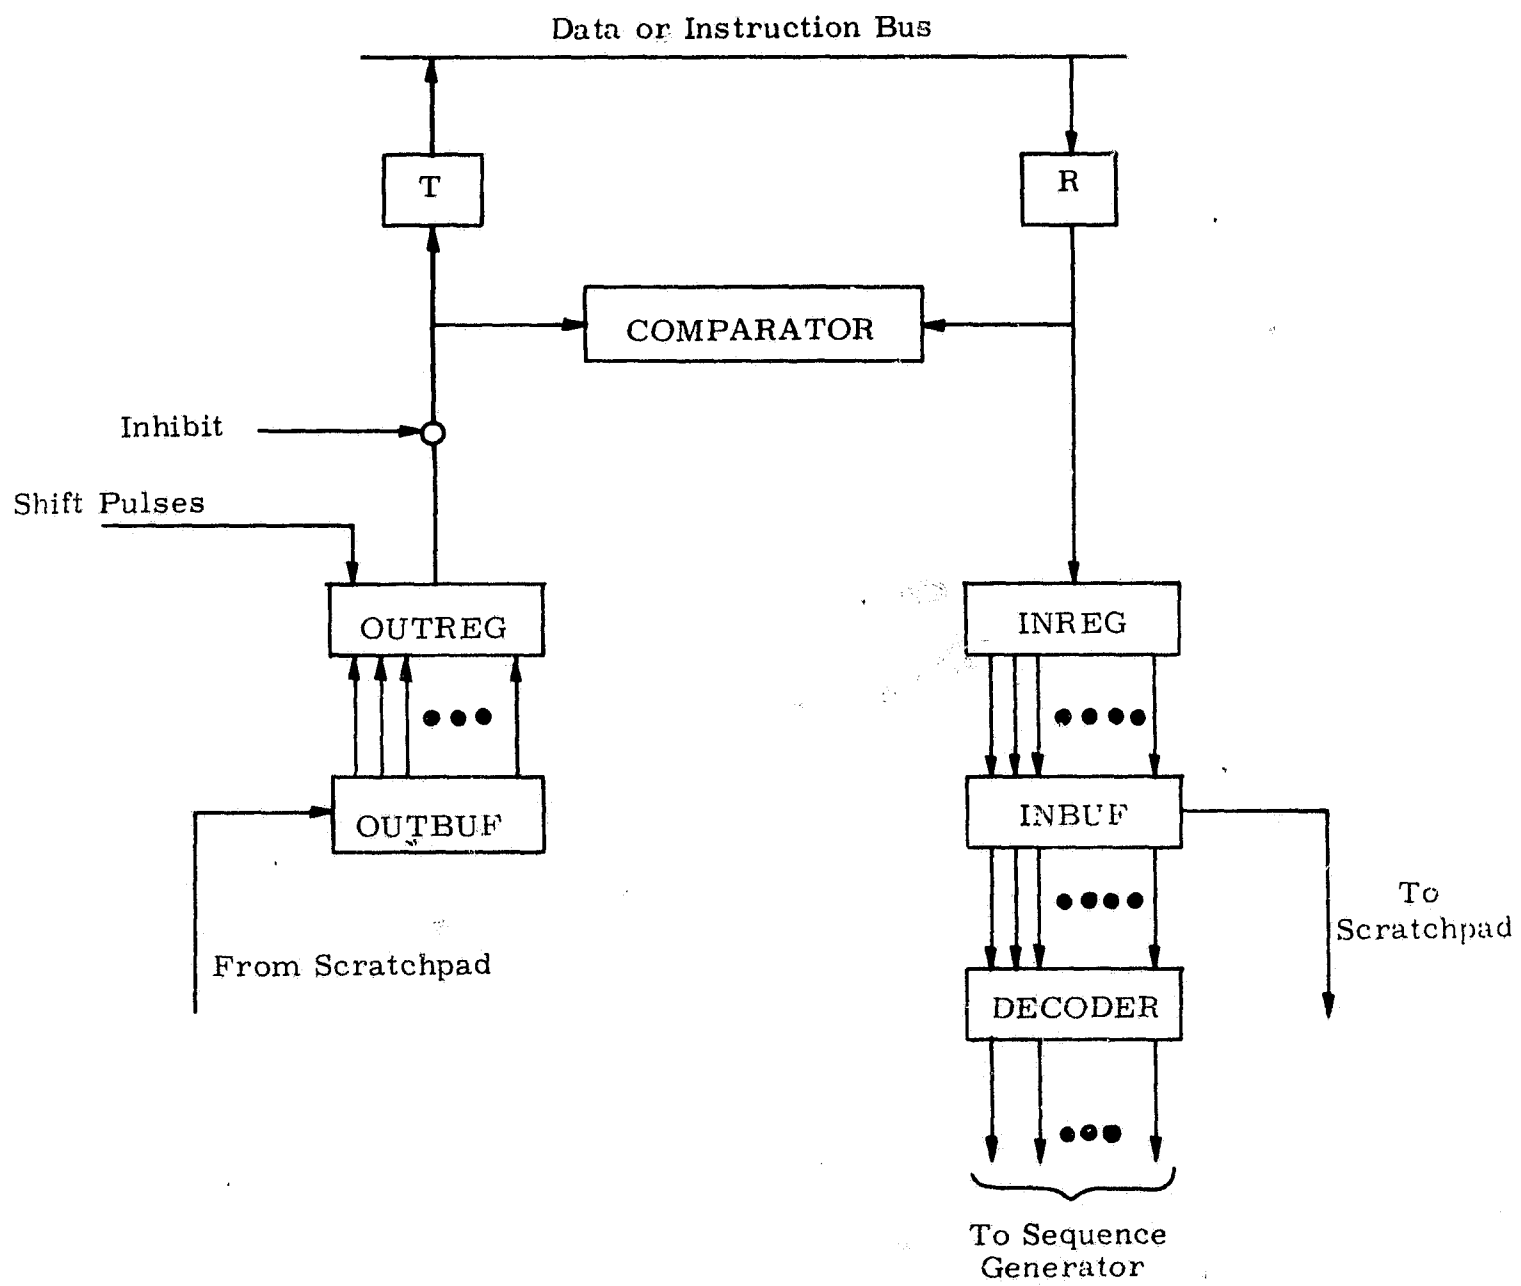 Data or Instruction Bus
T
R
COMPARATOR
Inhibit
Shift Pulses
OUTREG
INREG
OUTBUF
INBUF
To
Scratchpad
From Scratchpad
DECODER
To Sequence
Generator